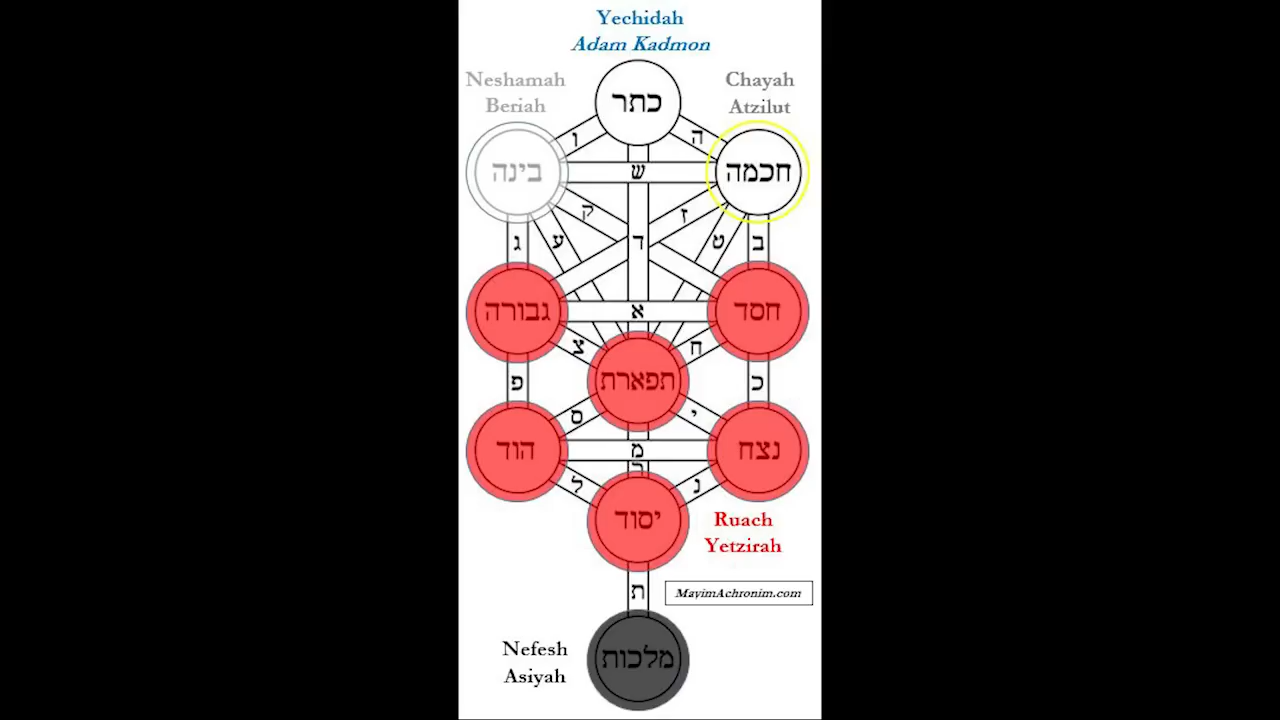 Yechidah
Adam Kadmon
Neshamah
Beriah
Chayah
Atzilut
כתר
ו
ה
בינה
ש
חכמה
ק
ז
ג
ע
ד
ט
ב
גבורה
א
חסד
צ
ח
תפארת
פ
כ
ס
י
הוד
מ
נצח
ל
נ
יסוד
Ruach
Yetzirah
ת
MayimAchronim.com
Nefesh
Asiyah
מלכות